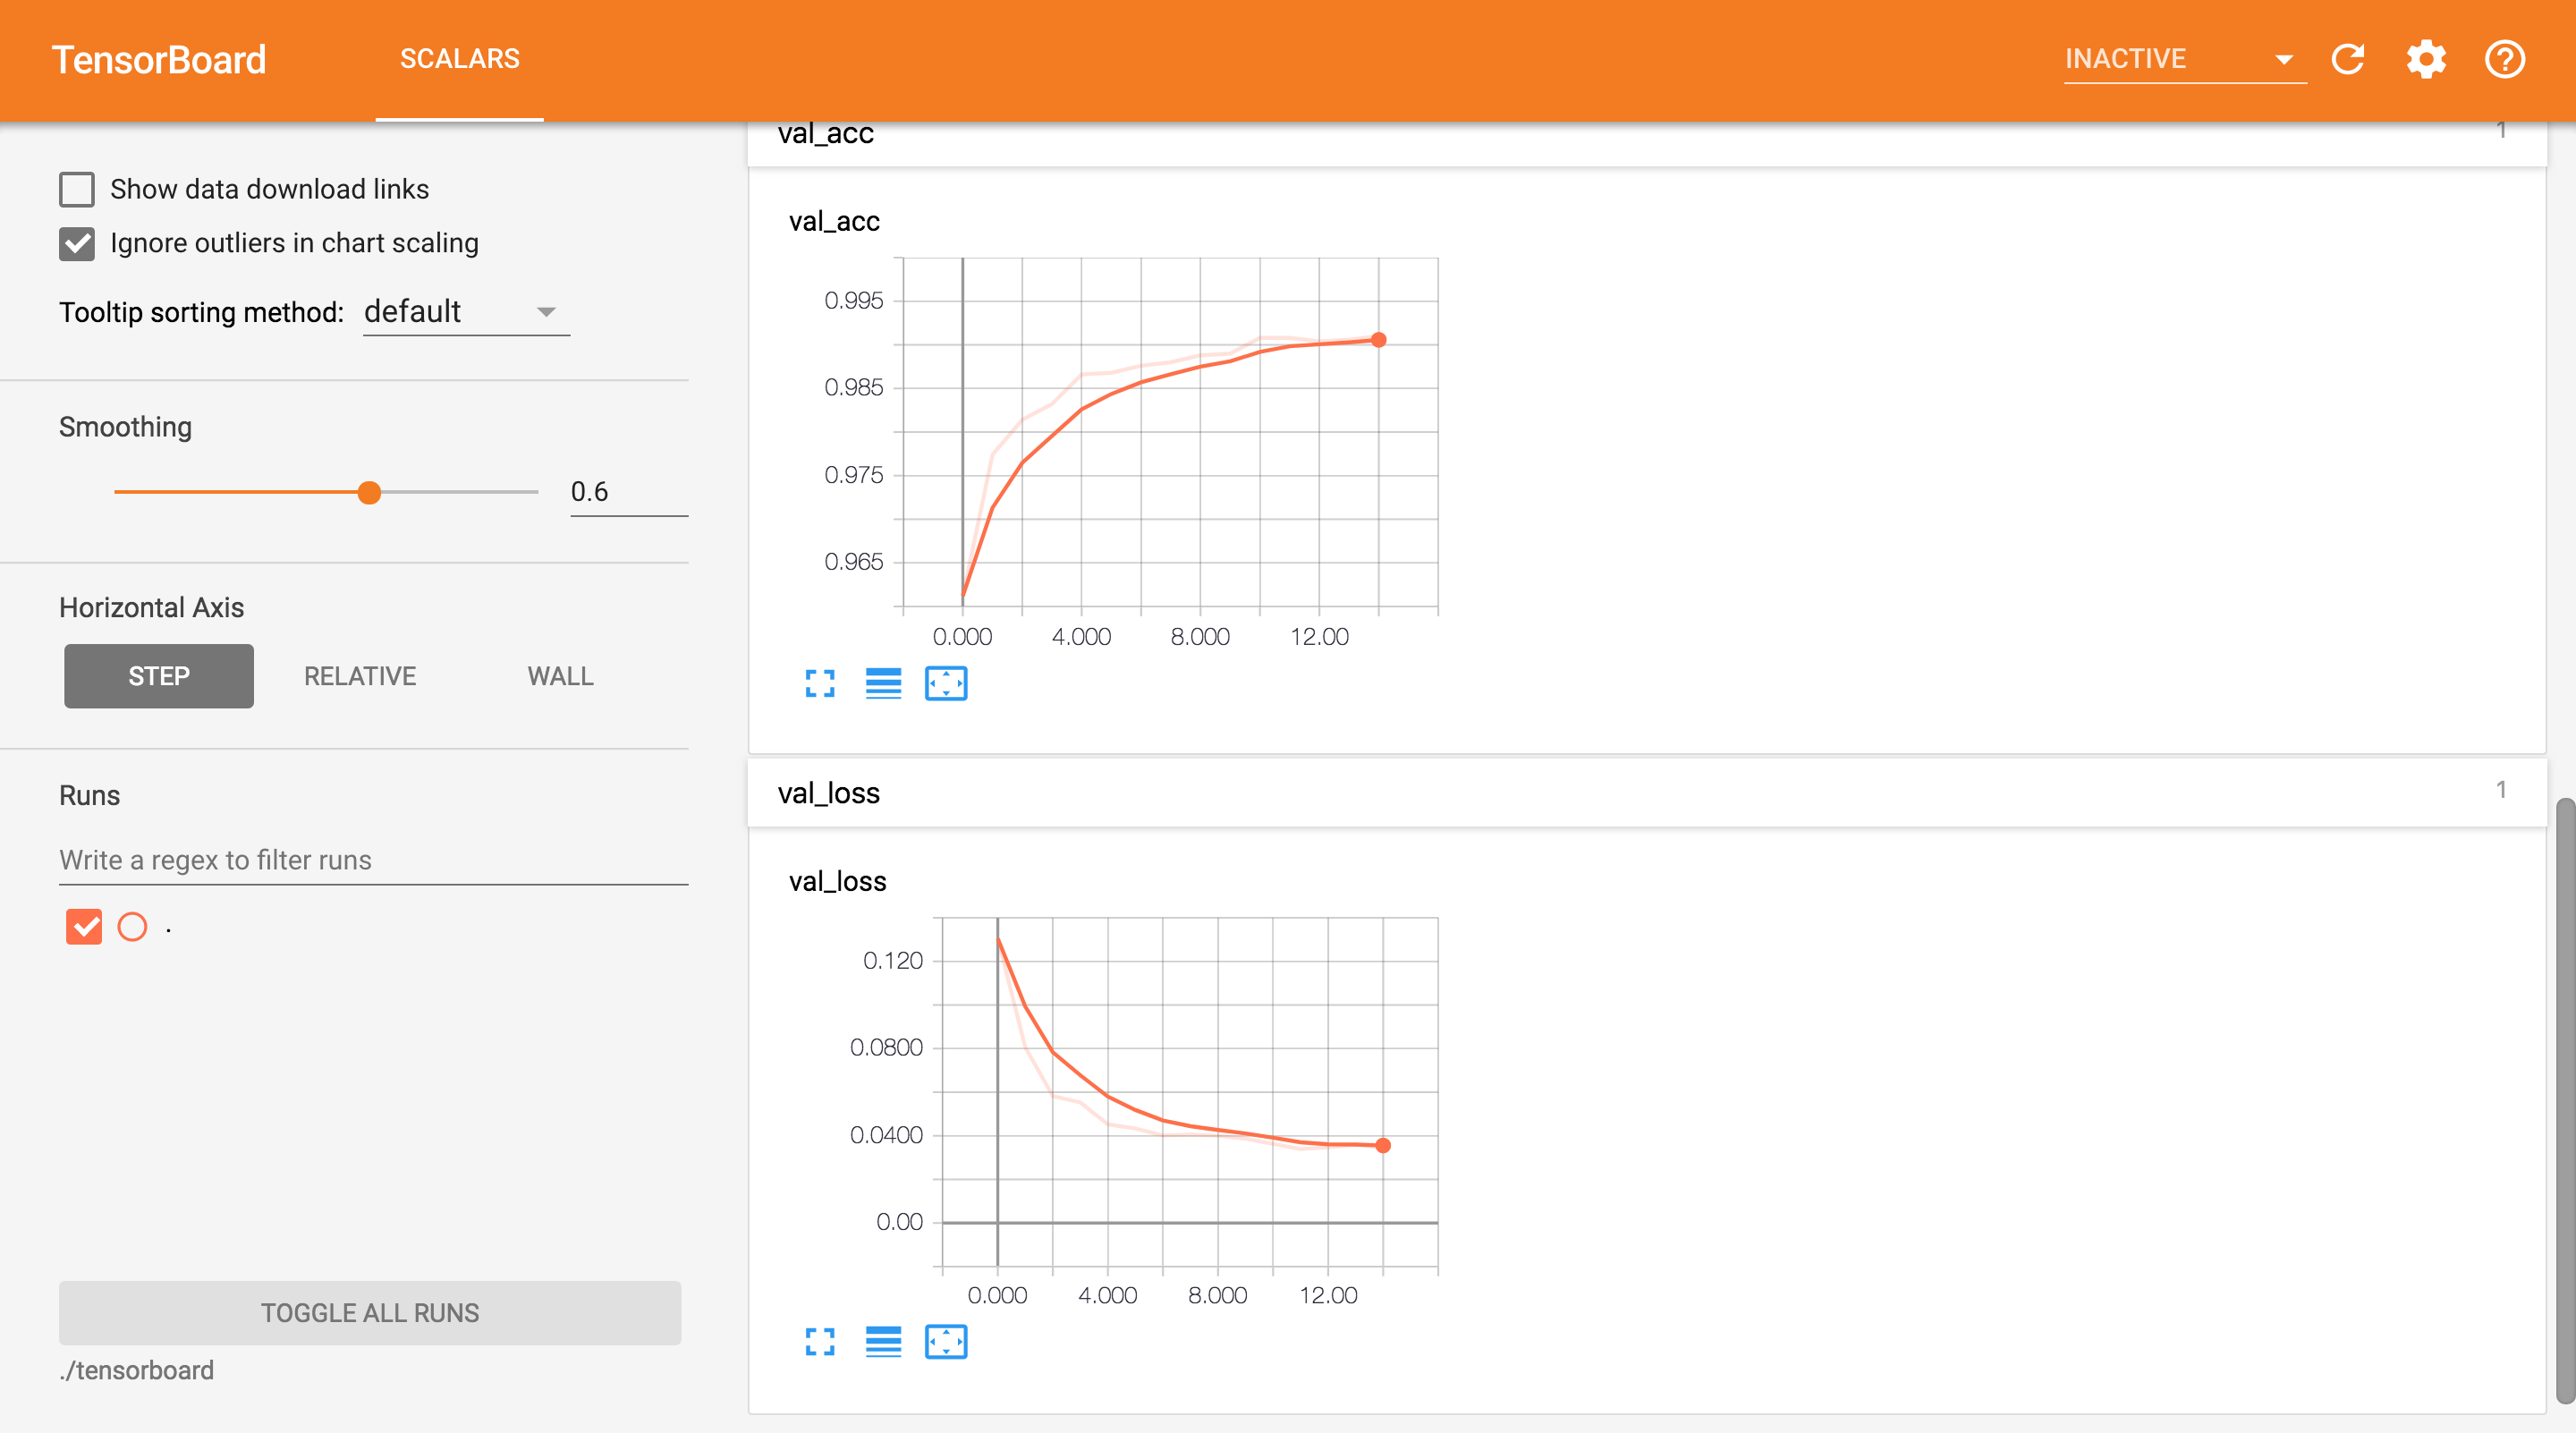 TensorBoard
SCALARS
INACTIVE
Show data download links
Ignore outliers in chart scaling
Tooltip sorting method: default
Smoothing
0.6
Horizontal Axis
STEP RELATIVE WALL
Runs
Write a regex to filter runs
.
TOGGLE ALL RUNS
./tensorboard
val_acc 1
val_acc
0.995
0.985
0.975
0.965
0.000 4.000 8.000 12.00
val_loss 1
val_loss
0.120
0.0800
0.0400
0.00
0.000 4.000 8.000 12.00